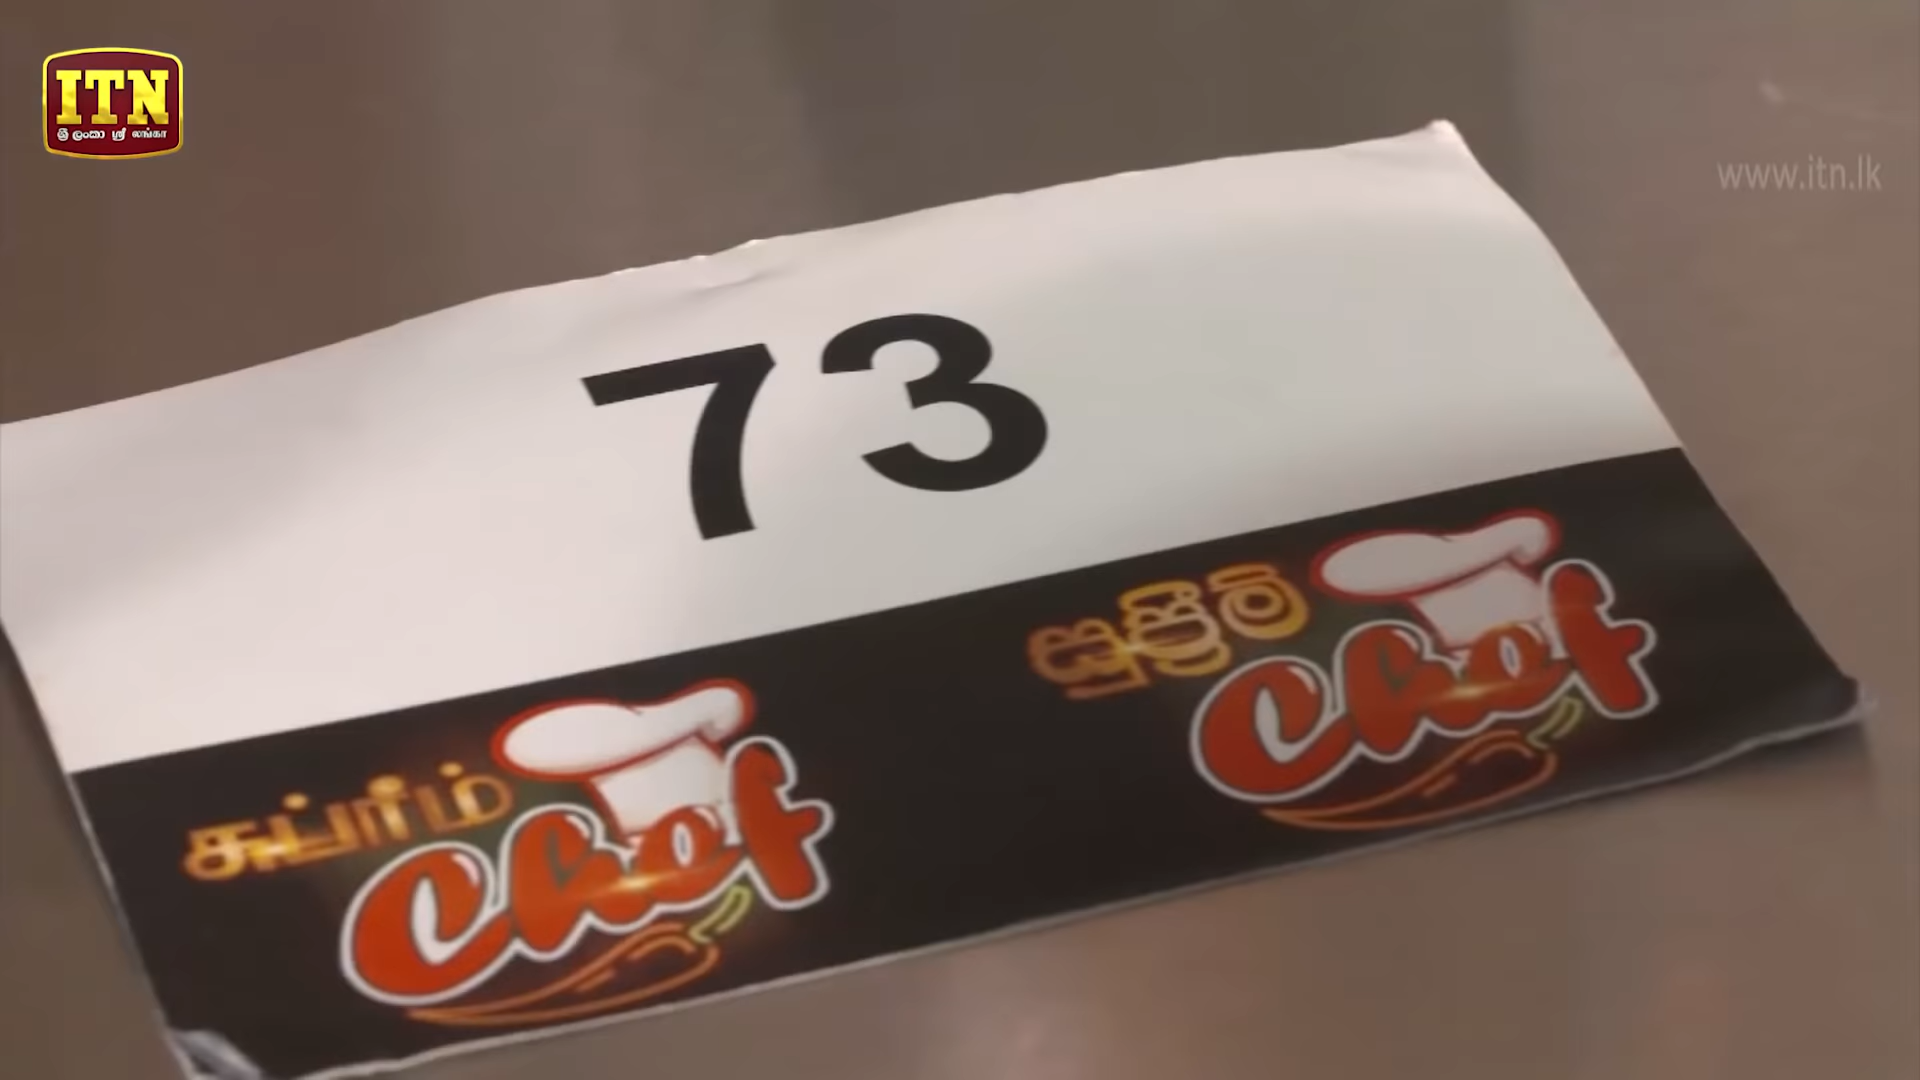 ITN
ශ්‍රී ලංකා ஸ்ரீ லங்கா
www.itn.lk
73
சுப்ரீம் Chef
සුප්‍රීම් Chef